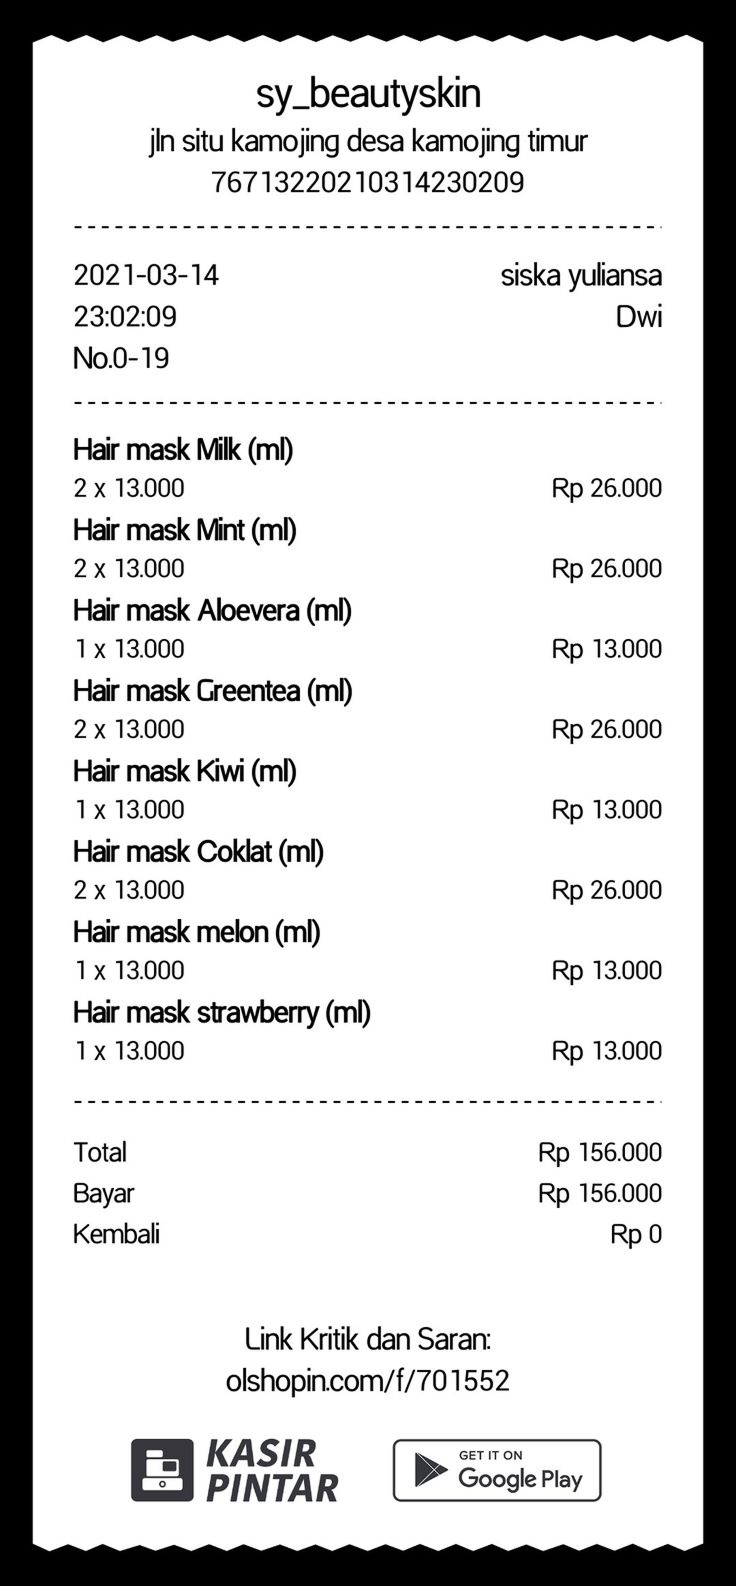 sy_beautyskin
jln situ kamojing desa kamojing timur
76713220210314230209
2021-03-14 siska yuliansa
23:02:09 Dwi
No.0-19
Hair mask Milk (ml)
2 x 13.000 Rp 26.000
Hair mask Mint (ml)
2 x 13.000 Rp 26.000
Hair mask Aloevera (ml)
1 x 13.000 Rp 13.000
Hair mask Greentea (ml)
2 x 13.000 Rp 26.000
Hair mask Kiwi (ml)
1 x 13.000 Rp 13.000
Hair mask Coklat (ml)
2 x 13.000 Rp 26.000
Hair mask melon (ml)
1 x 13.000 Rp 13.000
Hair mask strawberry (ml)
1 x 13.000 Rp 13.000
Total Rp 156.000
Bayar Rp 156.000
Kembali Rp 0
Link Kritik dan Saran:
olshopin.com/f/701552
KASIR
PINTAR
GET IT ON
Google Play